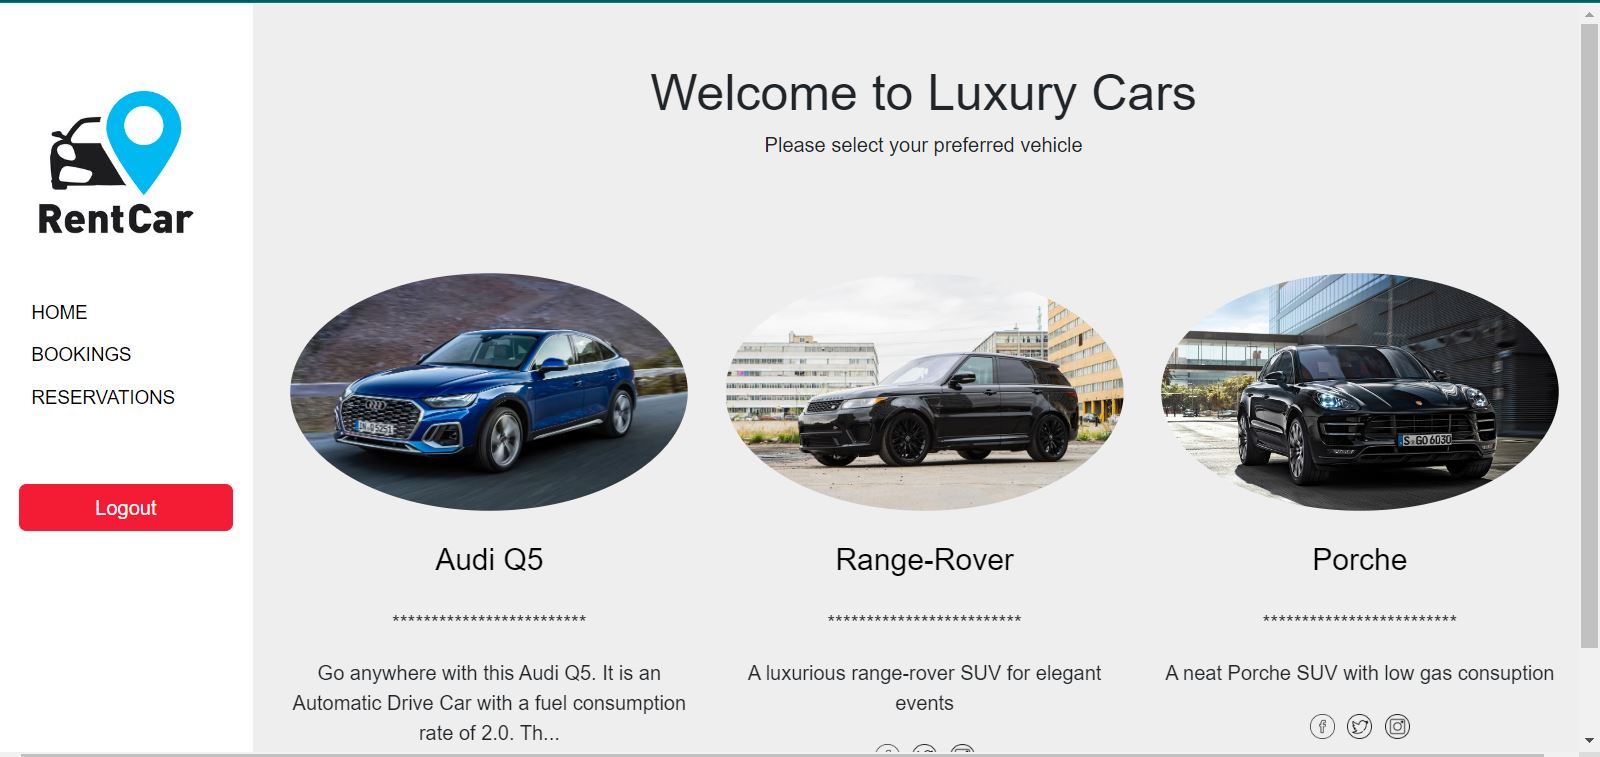 RentCar
HOME
BOOKINGS
RESERVATIONS
Logout
Welcome to Luxury Cars
Please select your preferred vehicle
S GO 6030
Audi Q5
*************************
Go anywhere with this Audi Q5. It is an
Automatic Drive Car with a fuel consumption
rate of 2.0. Th...
Range-Rover
*************************
A luxurious range-rover SUV for elegant
events
Porche
*************************
A neat Porche SUV with low gas consuption